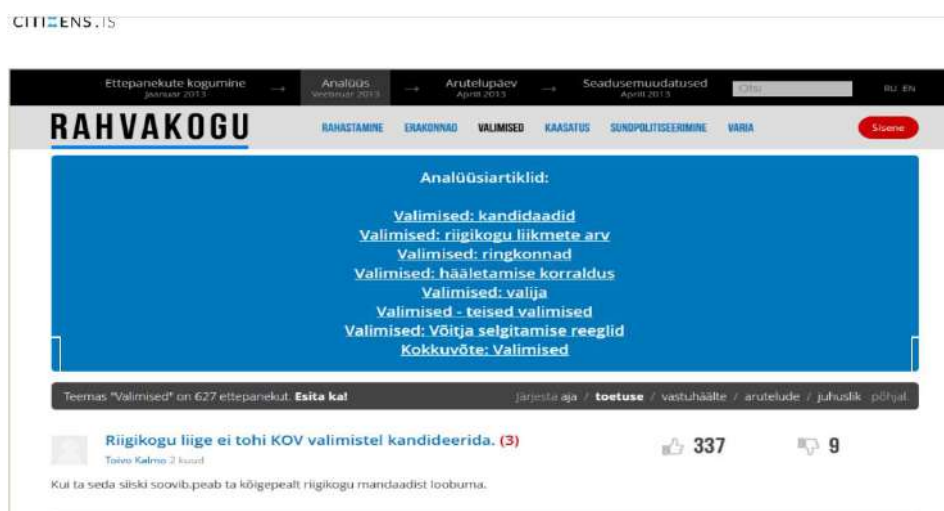 CITIZENS.IS
Ettepanekute kogumine → Analüüs → Arutelupäev → Seadusemuudatused Otsi RU EN
Jaanuar 2013 Veebruar 2013 Aprill 2013 Aprill 2013
RAHVAKOGU RAHASTAMINE ERAKONNAD VALIMISED KAASATUS SUNDPOLITISEERIMINE VARIA Sisene
Analüüsiartiklid:
Valimised: kandidaadid
Valimised: riigikogu liikmete arv
Valimised: ringkonnad
Valimised: hääletamise korraldus
Valimised: valija
Valimised - teised valimised
Valimised: Võitja selgitamise reeglid
Kokkuvõte: Valimised
Teemas "Valimised" on 627 ettepanekut. Esita ka! Järjesta aja / toetuse / vastuhäälte / arutelude / juhuslik põhjal.
Riigikogu liige ei tohi KOV valimistel kandideerida. (3) 337 9
Toivo Kalmo 2 kuud
Kui ta seda siiski soovib.peab ta kõigepealt riigikogu mandaadist loobuma.